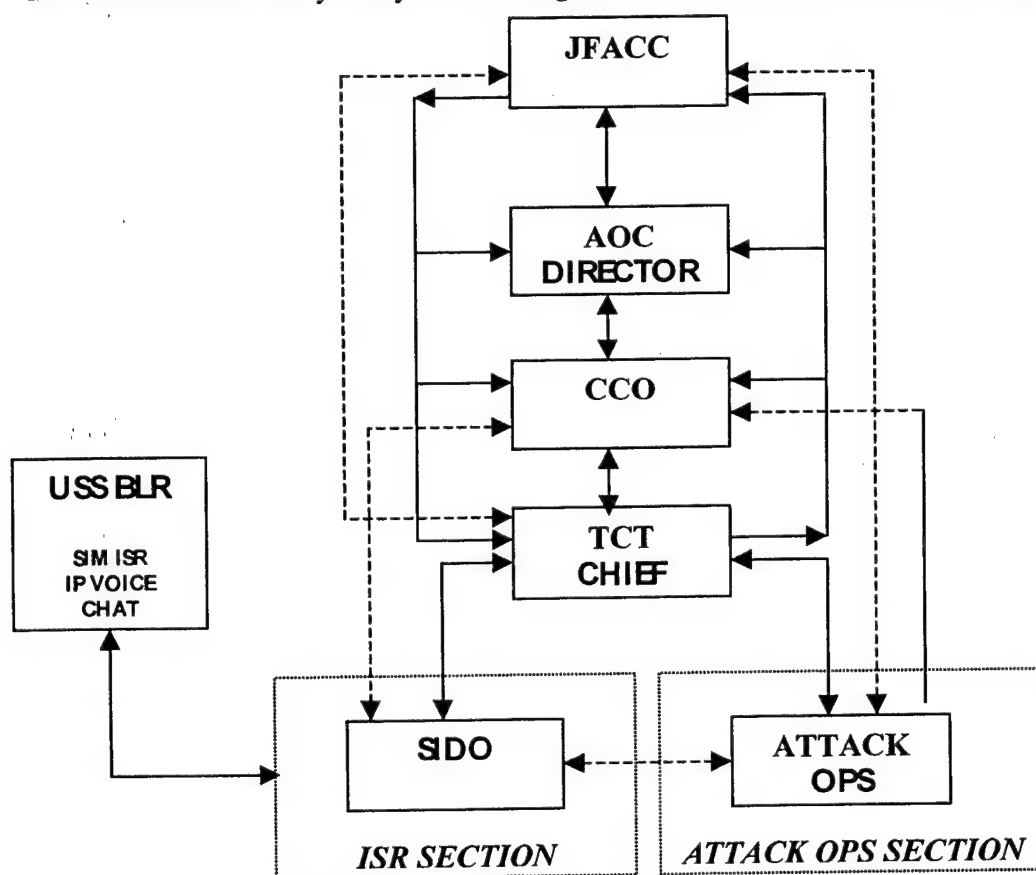 JFACC
AOC
DIRECTOR
CCO
TCT
CHIEF
USS BLR
SIM ISR
IP VOICE
CHAT
SIDO
ATTACK
OPS
ISR SECTION
ATTACK OPS SECTION